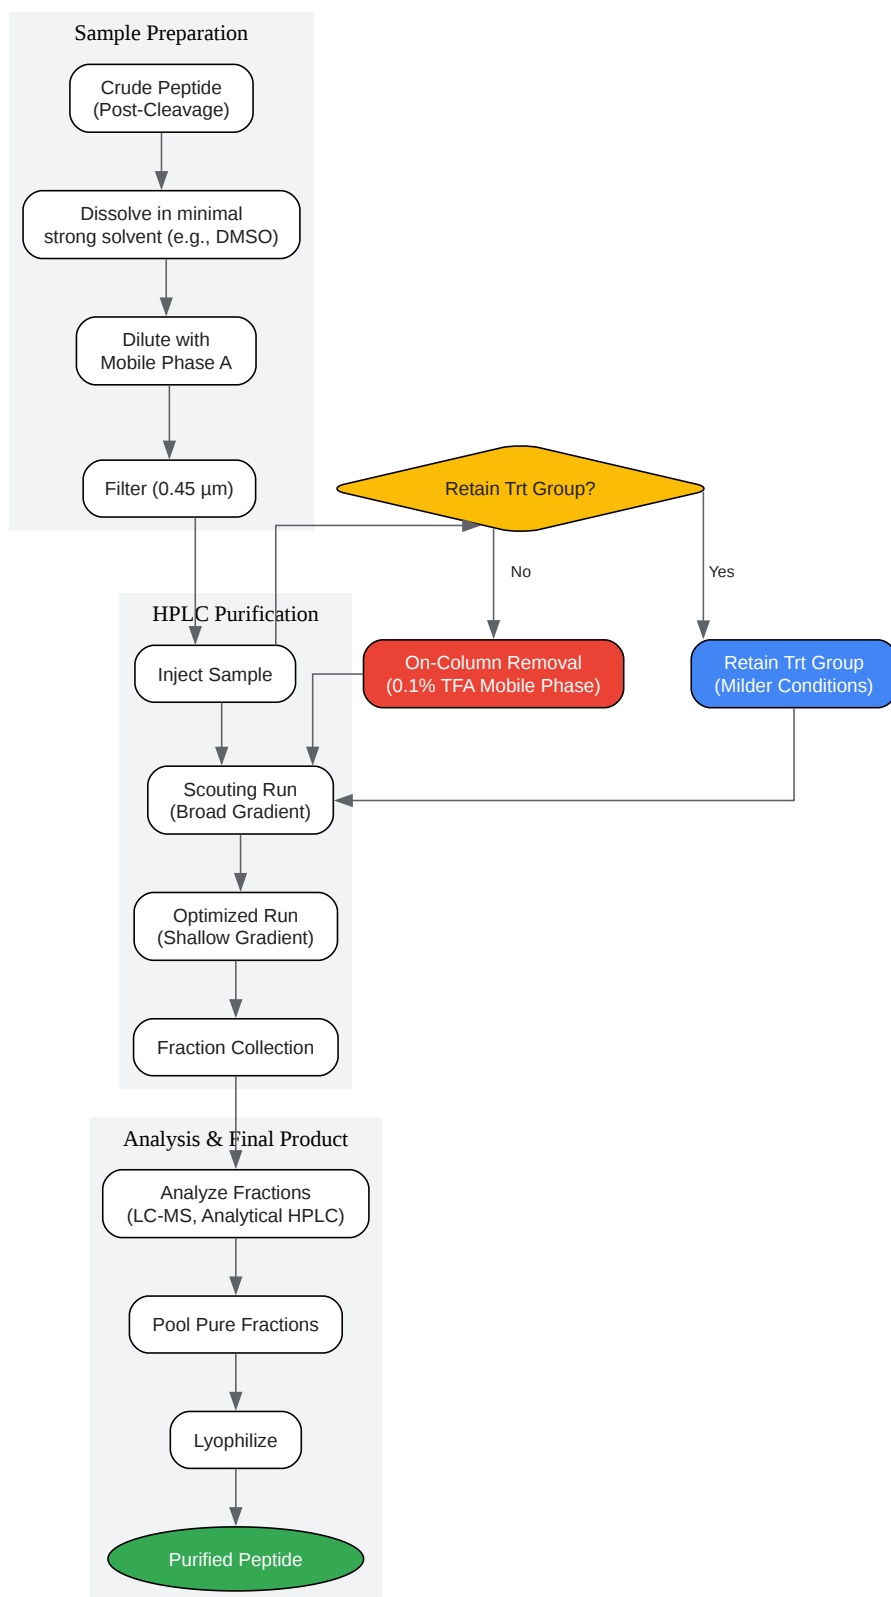 Sample Preparation
Crude Peptide
(Post-Cleavage)
Dissolve in minimal
strong solvent (e.g., DMSO)
Dilute with
Mobile Phase A
Filter (0.45 µm)
Retain Trt Group?
No
Yes
HPLC Purification
Inject Sample
On-Column Removal
(0.1% TFA Mobile Phase)
Retain Trt Group
(Milder Conditions)
Scouting Run
(Broad Gradient)
Optimized Run
(Shallow Gradient)
Fraction Collection
Analysis & Final Product
Analyze Fractions
(LC-MS, Analytical HPLC)
Pool Pure Fractions
Lyophilize
Purified Peptide